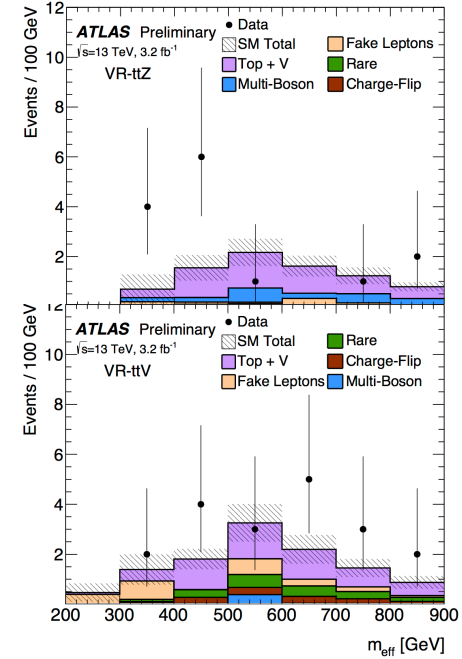 Events / 100 GeV
12
10
8
6
4
2
ATLAS Preliminary
√s=13 TeV, 3.2 fb⁻¹
VR-ttZ
Data
SM Total
Top + V
Multi-Boson
Fake Leptons
Rare
Charge-Flip
Events / 100 GeV
12
10
8
6
4
2
ATLAS Preliminary
√s=13 TeV, 3.2 fb⁻¹
VR-ttV
Data
SM Total
Top + V
Fake Leptons
Rare
Charge-Flip
Multi-Boson
200 300 400 500 600 700 800 900
m_eff [GeV]